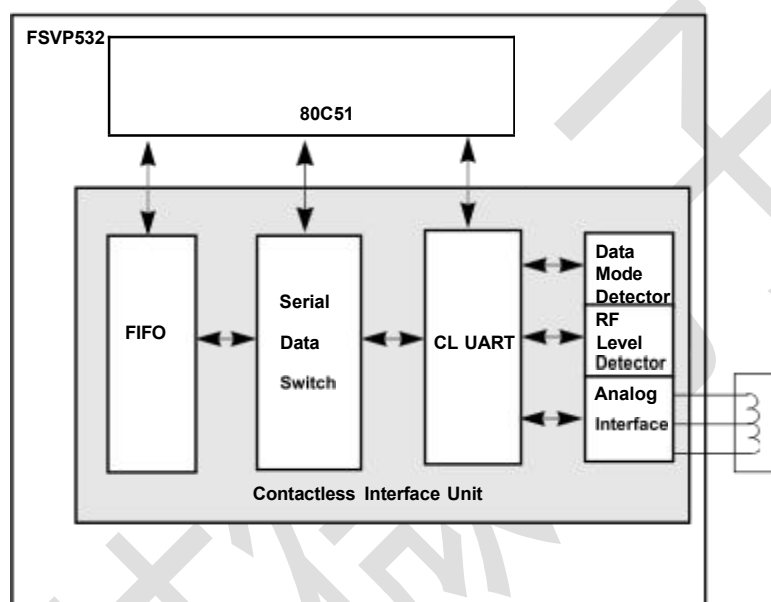 FSVP532
80C51
FIFO
Serial
Data
Switch
CL UART
Data
Mode
Detector
RF
Level
Detector
Analog
Interface
Contactless Interface Unit